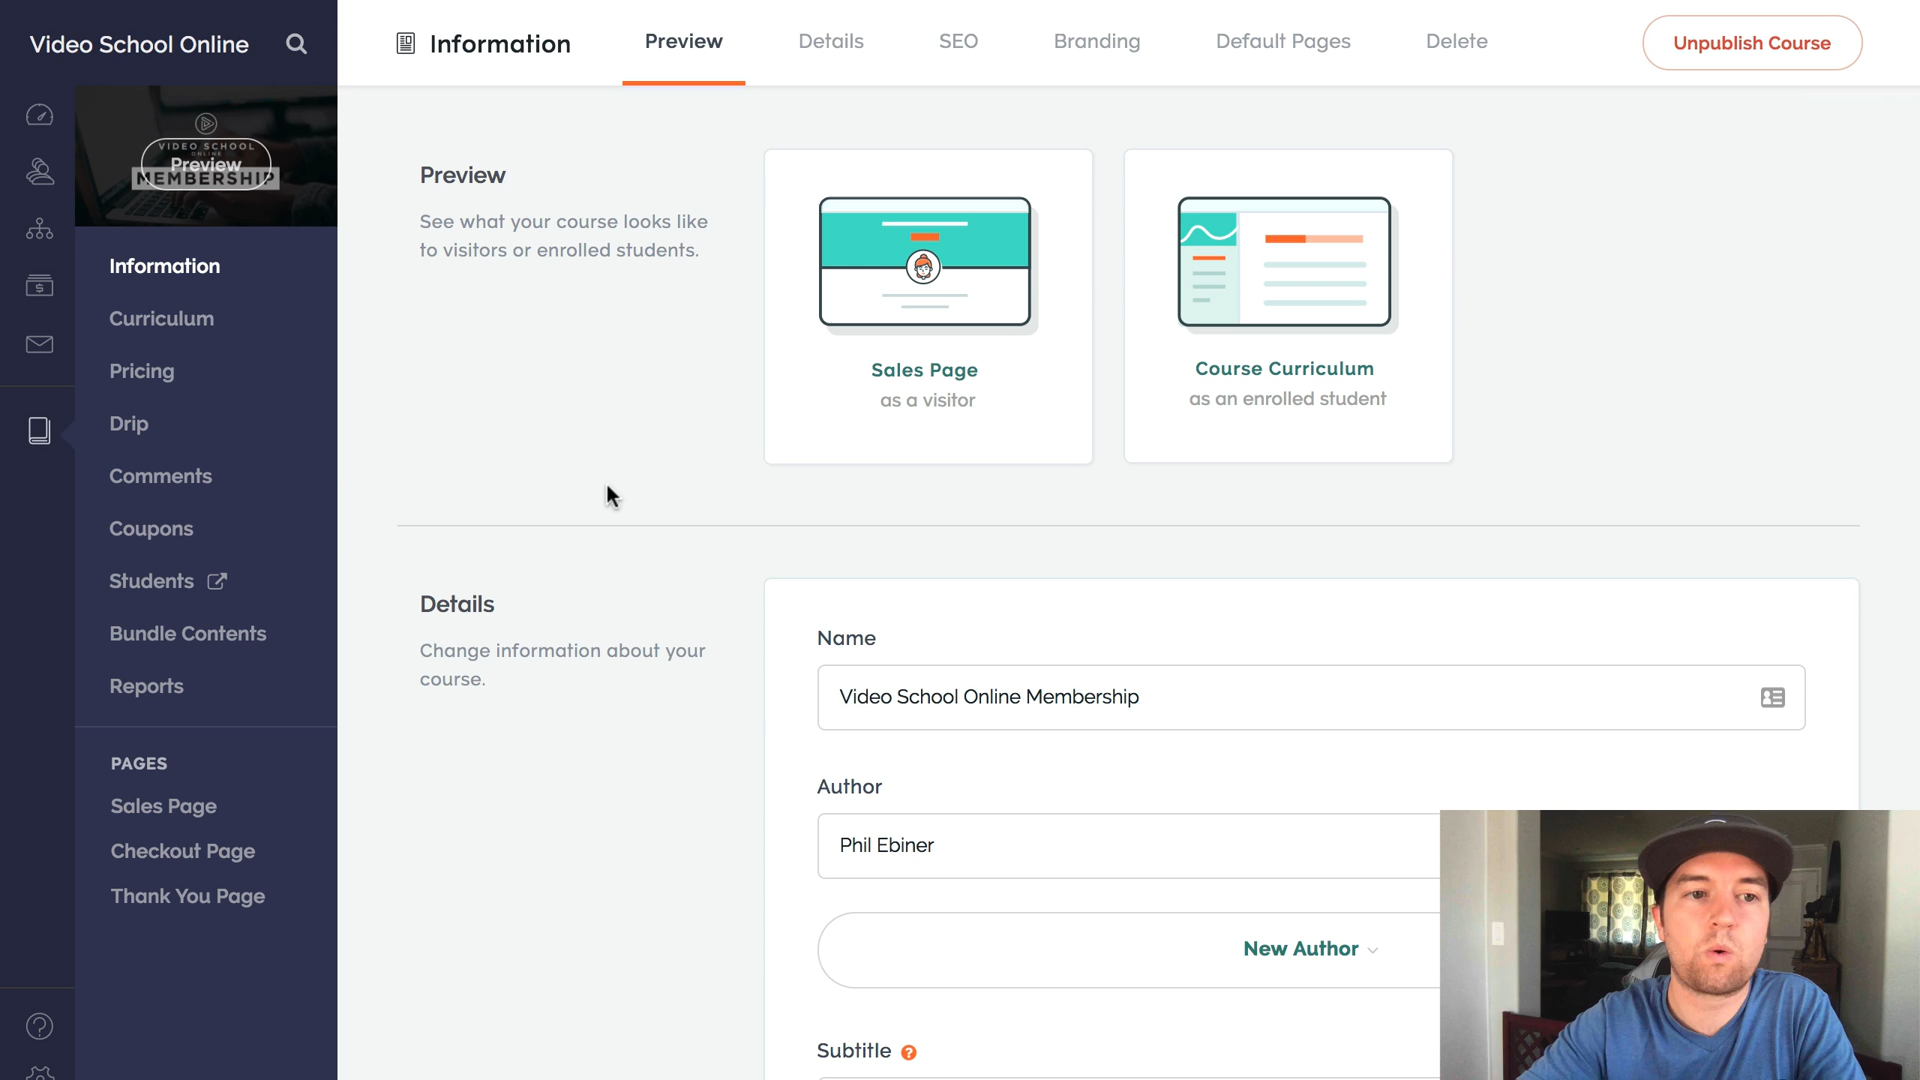 Video School Online
Information
Preview
Details
SEO
Branding
Default Pages
Delete
Unpublish Course
VIDEO SCHOOL
ONLINE
Preview
MEMBERSHIP
Information
Curriculum
Pricing
Drip
Comments
Coupons
Students
Bundle Contents
Reports
PAGES
Sales Page
Checkout Page
Thank You Page
Preview
See what your course looks like
to visitors or enrolled students.
Sales Page
as a visitor
Course Curriculum
as an enrolled student
Details
Change information about your
course.
Name
Video School Online Membership
Author
Phil Ebiner
New Author
Subtitle ?